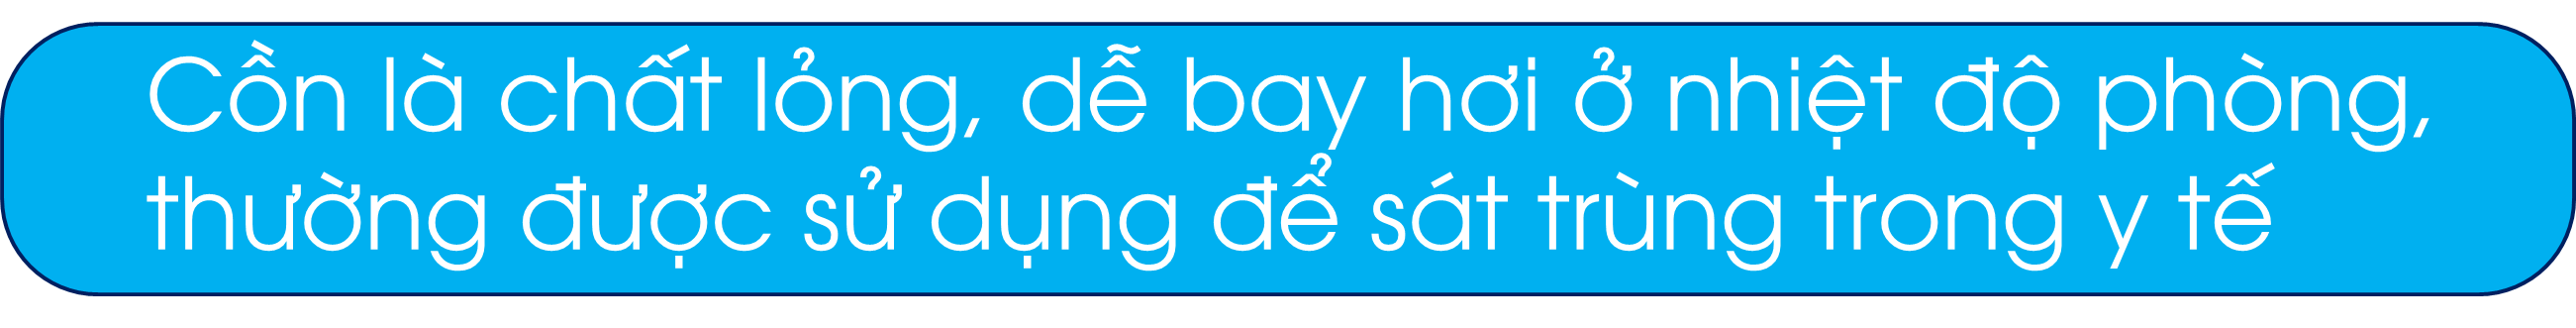 Cồn là chất lỏng, dễ bay hơi ở nhiệt độ phòng,
thường được sử dụng để sát trùng trong y tế